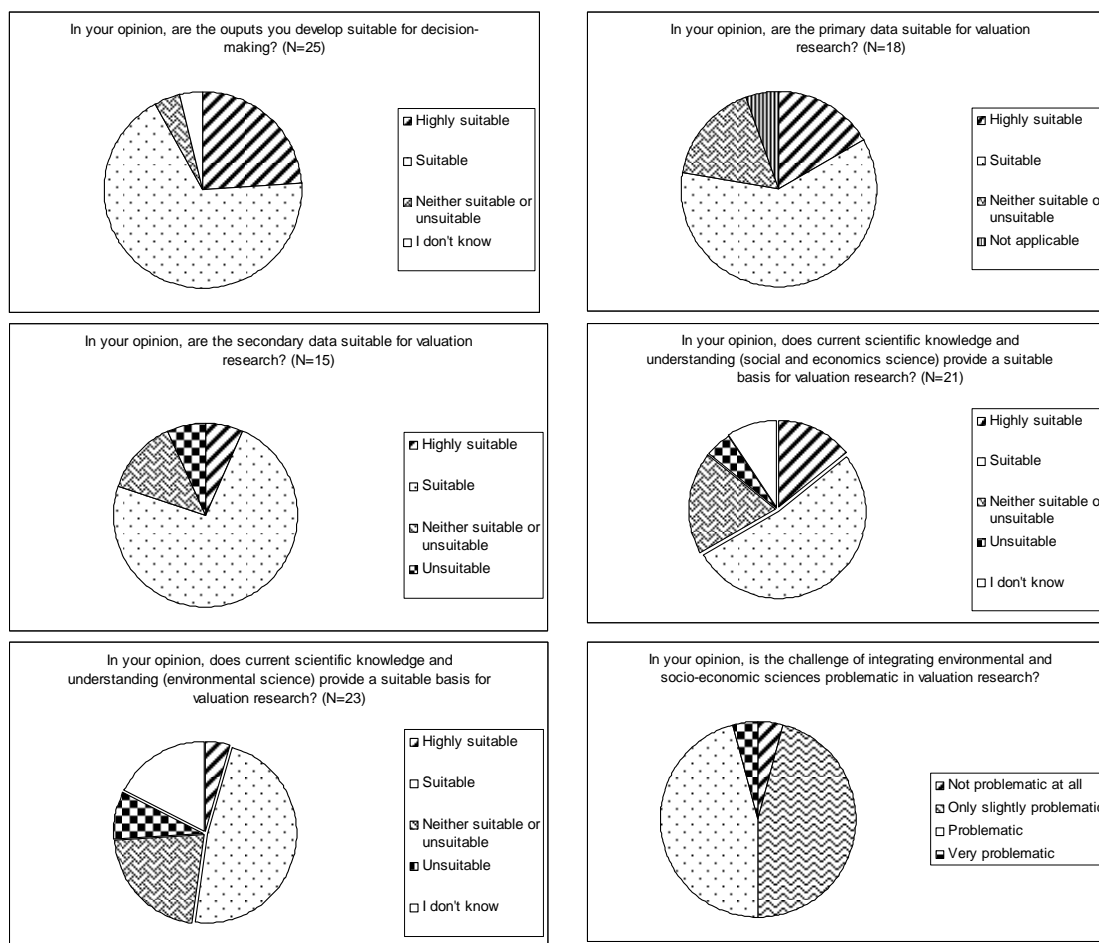 In your opinion, are the ouputs you develop suitable for decision-
making? (N=25)
Highly suitable
Suitable
Neither suitable or
unsuitable
I don't know
In your opinion, are the primary data suitable for valuation
research? (N=18)
Highly suitable
Suitable
Neither suitable o
unsuitable
Not applicable
In your opinion, are the secondary data suitable for valuation
research? (N=15)
Highly suitable
Suitable
Neither suitable or
unsuitable
Unsuitable
In your opinion, does current scientific knowledge and
understanding (social and economics science) provide a suitable
basis for valuation research? (N=21)
Highly suitable
Suitable
Neither suitable o
unsuitable
Unsuitable
I don't know
In your opinion, does current scientific knowledge and
understanding (environmental science) provide a suitable basis for
valuation research? (N=23)
Highly suitable
Suitable
Neither suitable or
unsuitable
Unsuitable
I don't know
In your opinion, is the challenge of integrating environmental and
socio-economic sciences problematic in valuation research?
Not problematic at all
Only slightly problematic
Problematic
Very problematic